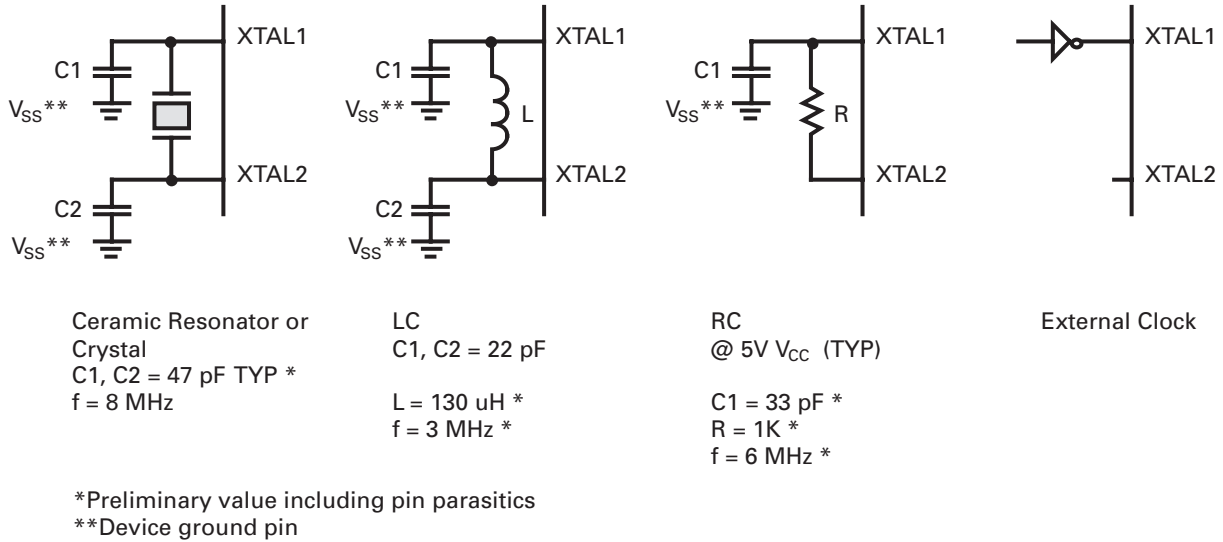 XTAL1
C1
VSS**
XTAL2
C2
VSS**
Ceramic Resonator or
Crystal
C1, C2 = 47 pF TYP *
f = 8 MHz
XTAL1
C1
VSS**
L
XTAL2
C2
VSS**
LC
C1, C2 = 22 pF
L = 130 uH *
f = 3 MHz *
XTAL1
C1
VSS**
R
XTAL2
RC
@ 5V VCC (TYP)
C1 = 33 pF *
R = 1K *
f = 6 MHz *
XTAL1
XTAL2
External Clock
*Preliminary value including pin parasitics
**Device ground pin